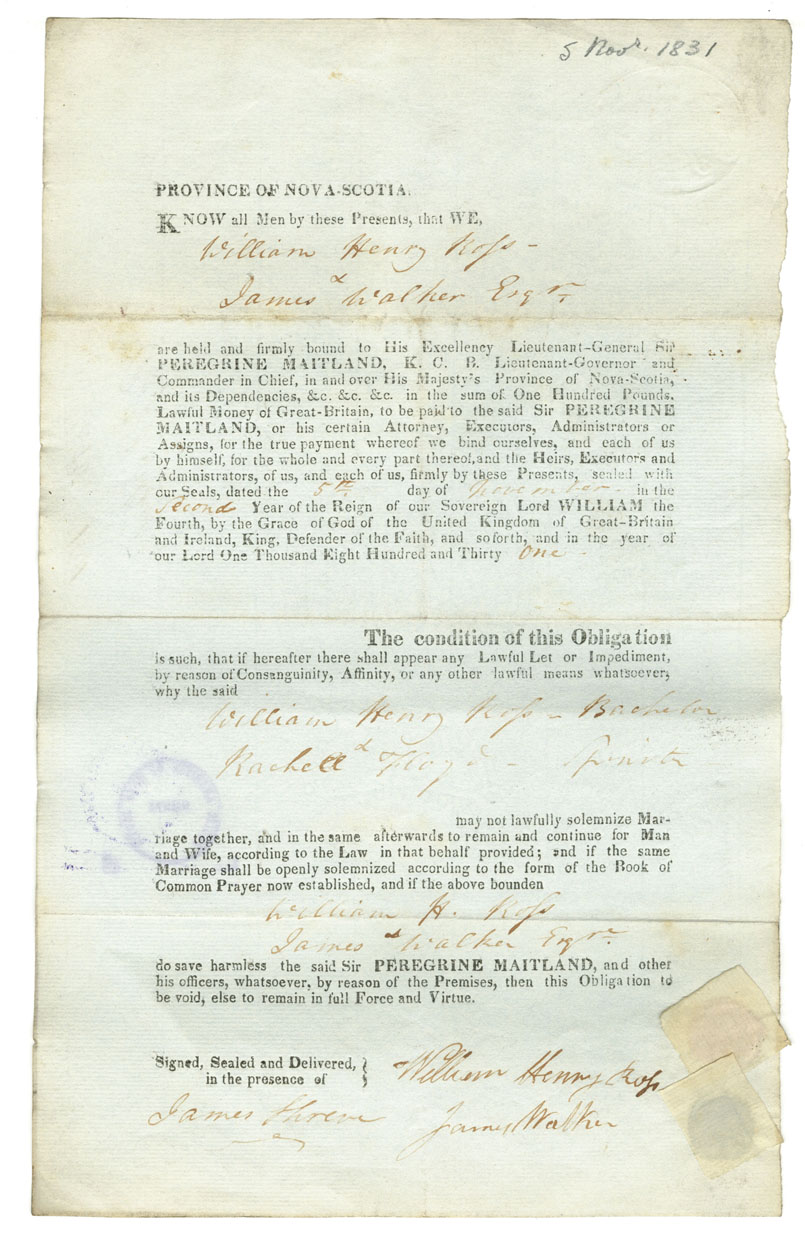 5 Novr. 1831
PROVINCE OF NOVA-SCOTIA.
KNOW all Men by these Presents, that WE,
William Henry Ross -
&
James Walker Esqr.
are held and firmly bound to His Excellency Lieutenant-General Sir
PEREGRINE MAITLAND, K. C. B. Lieutenant-Governor and
Commander in Chief, in and over His Majesty's Province of Nova-Scotia,
and its Dependencies, &c. &c. &c. in the sum of One Hundred Pounds,
Lawful Money of Great-Britain, to be paid to the said Sir PEREGRINE
MAITLAND, or his certain Attorney, Executors, Administrators or
Assigns, for the true payment whereof we bind ourselves, and each of us
by himself, for the whole and every part thereof, and the Heirs, Executors and
Administrators, of us, and each of us, firmly by these Presents, sealed with
our Seals, dated the 5th. day of November in the
Second Year of the Reign of our Sovereign Lord WILLIAM the
Fourth, by the Grace of God of the United Kingdom of Great-Britain
and Ireland, King, Defender of the Faith, and soforth, and in the year of
our Lord One Thousand Eight Hundred and Thirty One -
The condition of this Obligation
is such, that if hereafter there shall appear any Lawful Let or Impediment,
by reason of Consanguinity, Affinity, or any other lawful means whatsoever,
why the said
William Henry Ross - Bachelor
&
Rachell Floyd - Spinster
may not lawfully solemnize Mar-
riage together, and in the same afterwards to remain and continue for Man
and Wife, according to the Law in that behalf provided; and if the same
Marriage shall be openly solemnized according to the form of the Book of
Common Prayer now established, and if the above bounden
William H. Ross
&
James Walker Esqr.
do save harmless the said Sir PEREGRINE MAITLAND, and other
his officers, whatsoever, by reason of the Premises, then this Obligation to
be void, else to remain in full Force and Virtue.
Signed, Sealed and Delivered,
in the presence of
William Henry Ross
James Shreve
James Walker